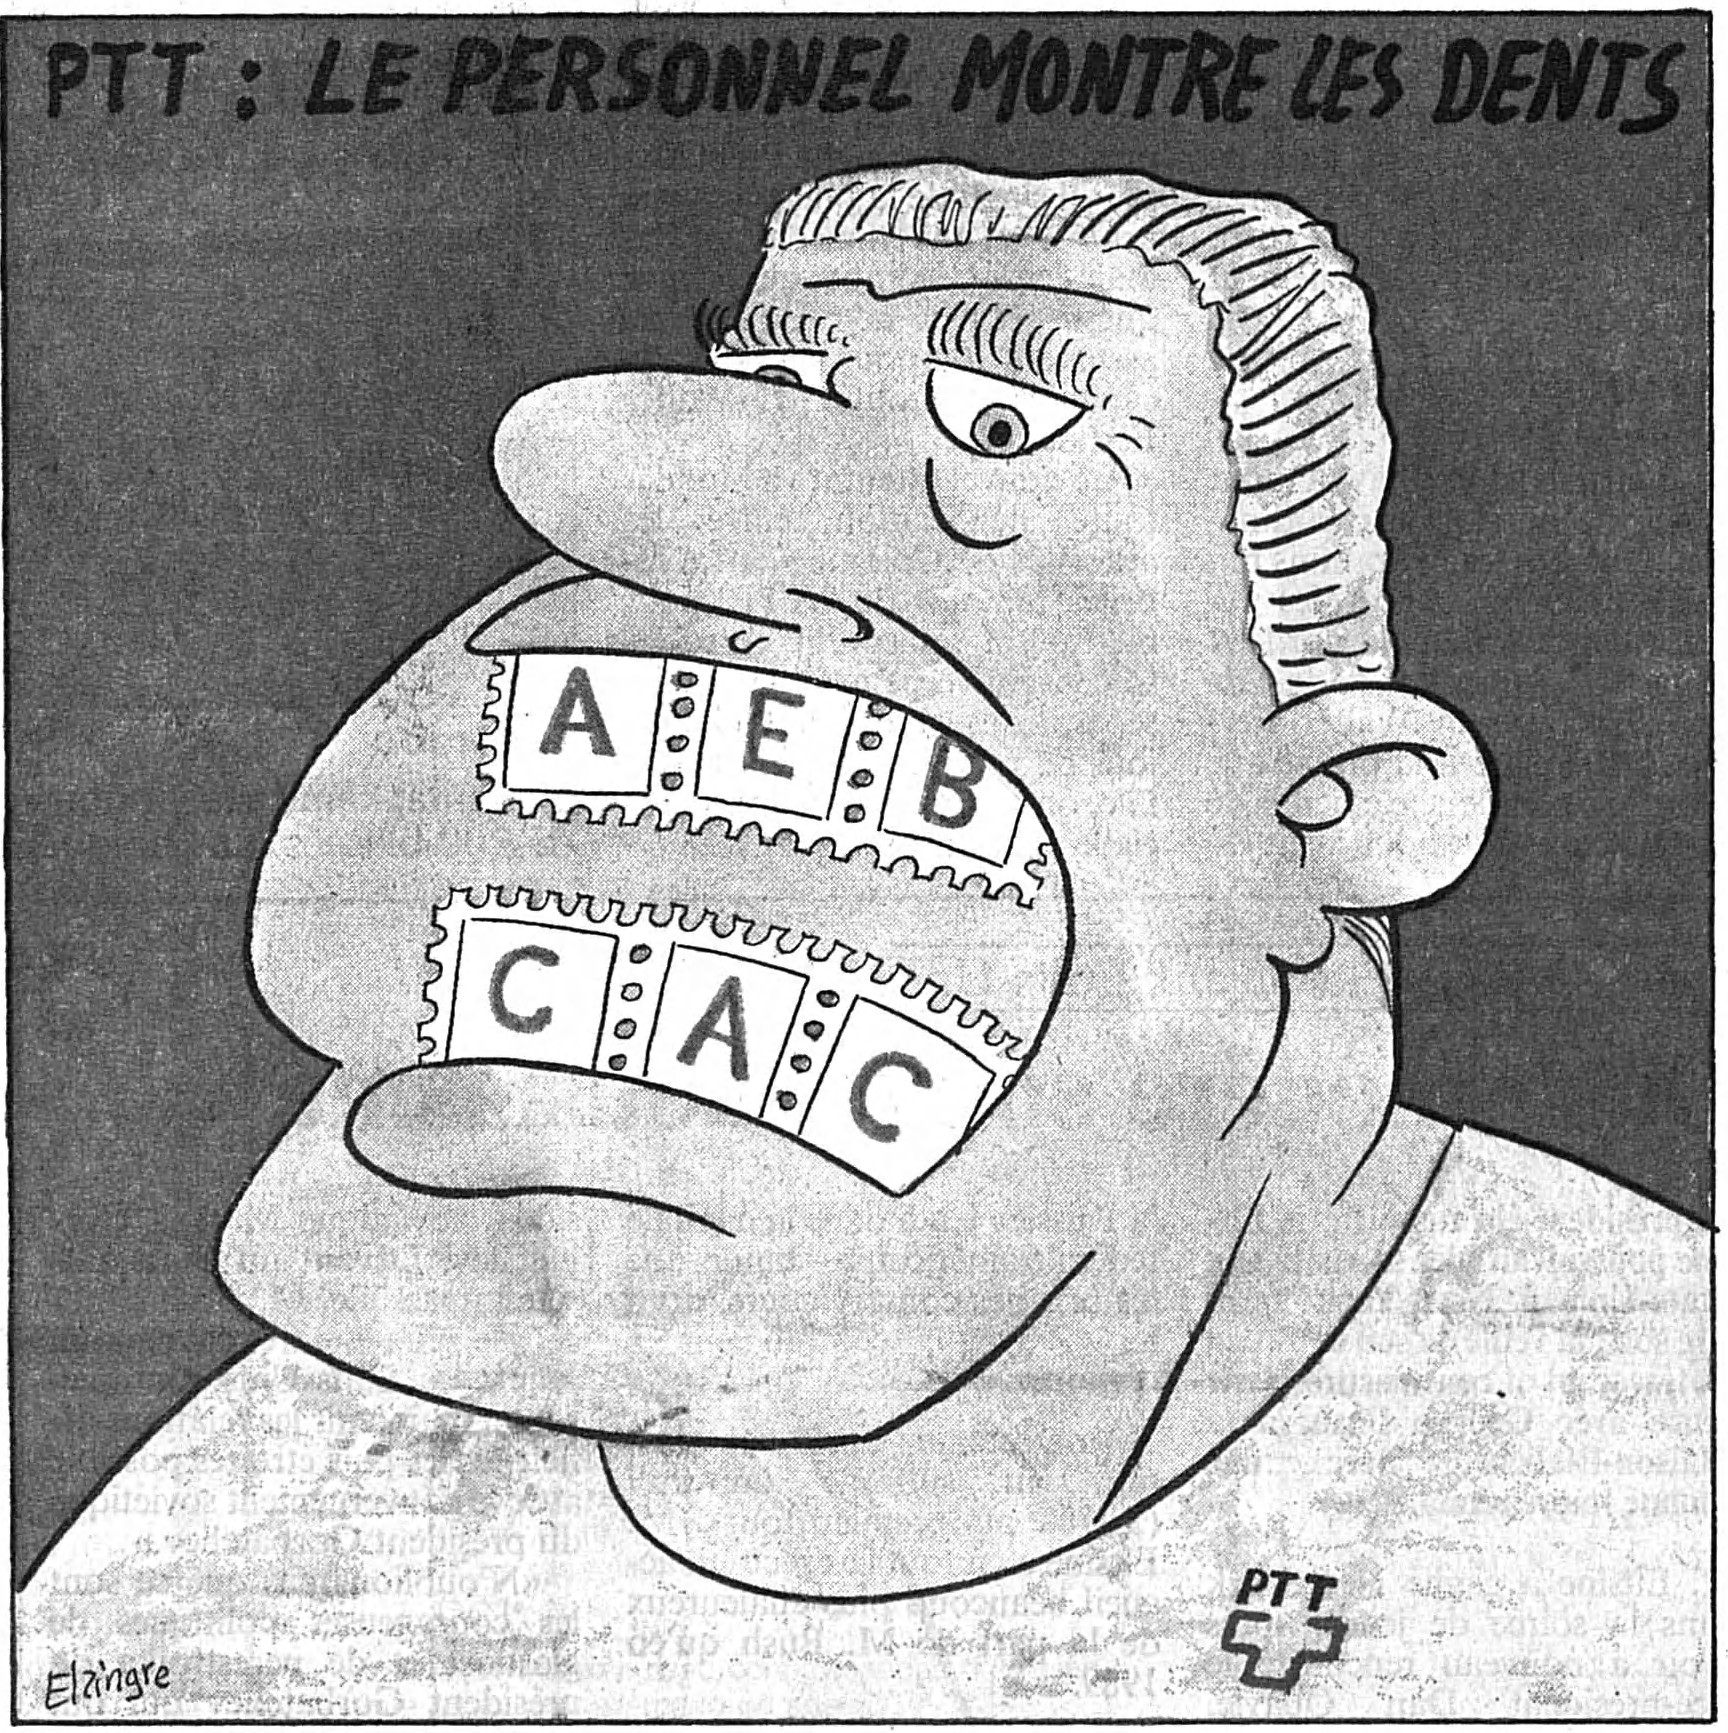 PTT : LE PERSONNEL MONTRE LES DENTS
A E B
C A C
PTT
Elzingre